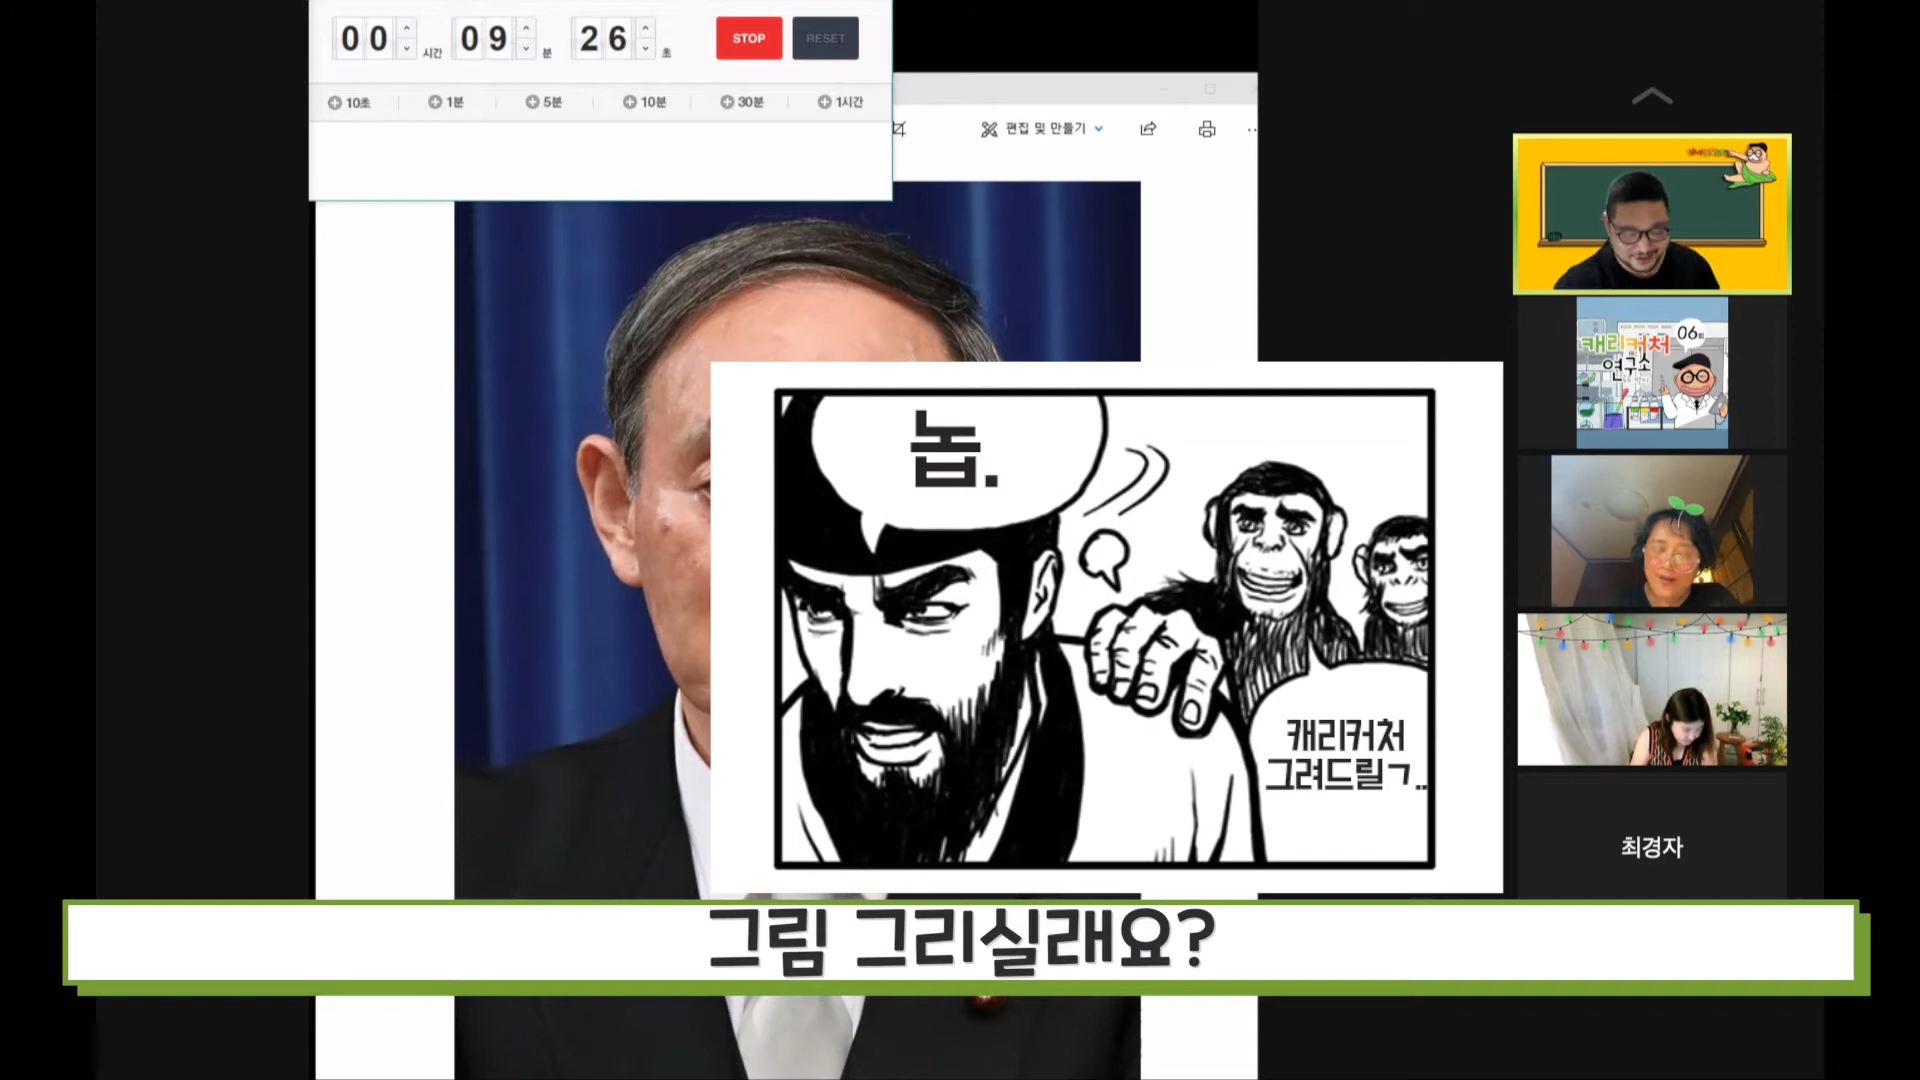 00 시간 09 분 26 초 STOP RESET
10초 1분 5분 10분 30분 1시간
편집 및 만들기
06회
캐리커처
연구소
놉.
캐리커처
그려드릴ㄱ..
최경자
그림 그리실래요?